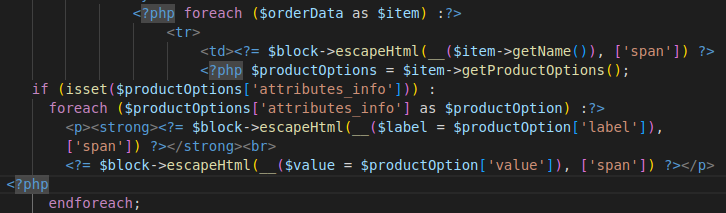 <?php foreach ($orderData as $item) :?>
<tr>
<td><?= $block->escapeHtml(__($item->getName()), ['span']) ?>
<?php $productOptions = $item->getProductOptions();
if (isset($productOptions['attributes_info'])) :
foreach ($productOptions['attributes_info'] as $productOption) :?>
<p><strong><?= $block->escapeHtml(__($label = $productOption['label']),
['span']) ?></strong><br>
<?= $block->escapeHtml(__($value = $productOption['value']), ['span']) ?></p>
<?php
endforeach;